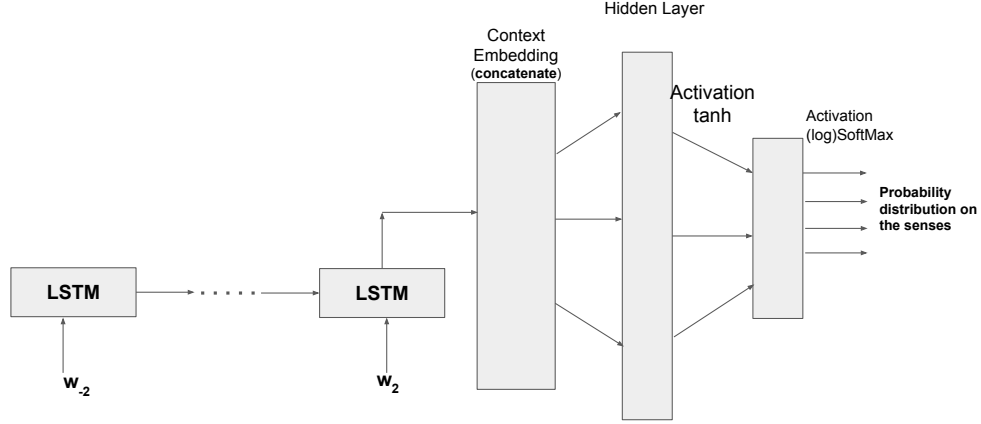 Hidden Layer
Context
Embedding
(concatenate)
Activation
tanh
Activation
(log)SoftMax
Probability
distribution on
the senses
LSTM
. . . . .
LSTM
w-2
w2